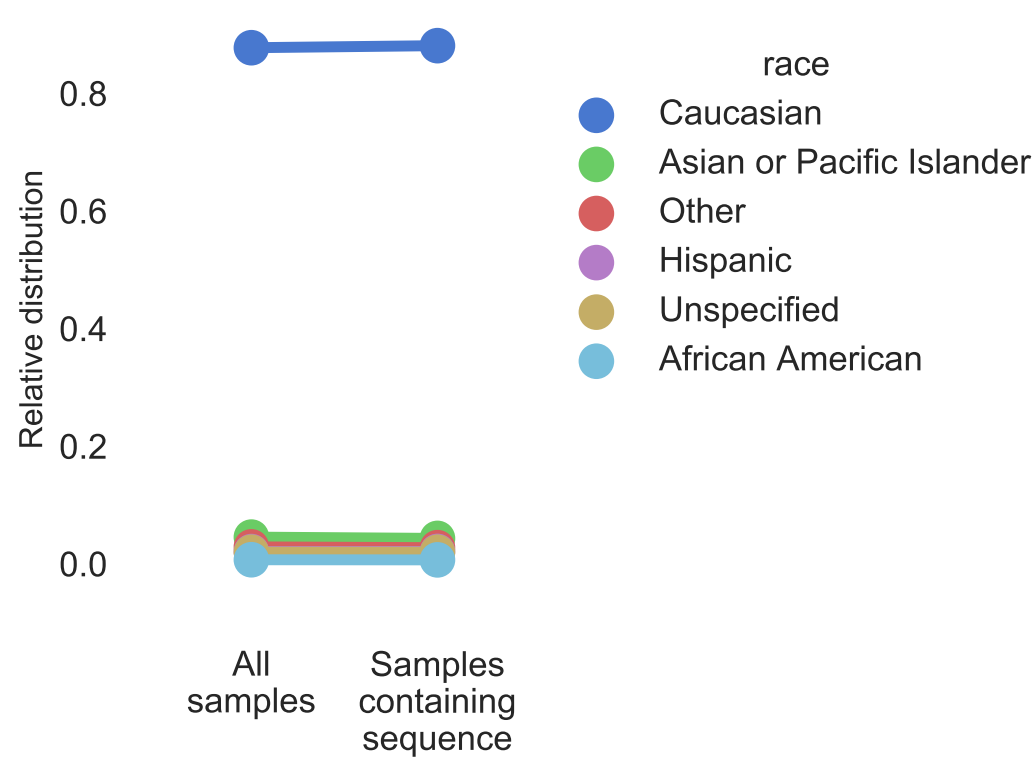 race
Caucasian
Asian or Pacific Islander
Other
Hispanic
Unspecified
African American
Relative distribution
0.8
0.6
0.4
0.2
0.0
All
samples
Samples
containing
sequence